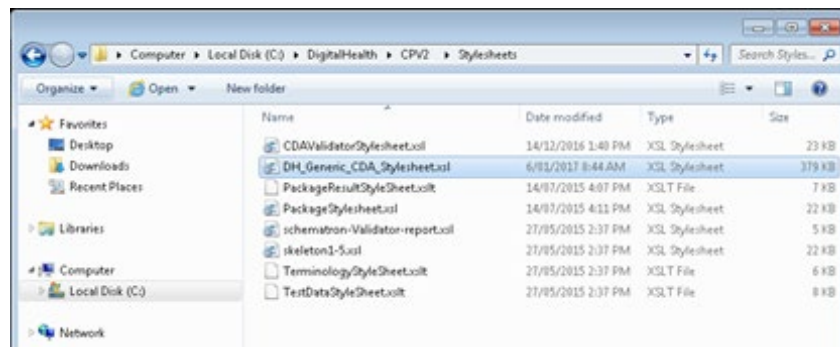 Computer Local Disk (C:) DigitalHealth CPV2 Stylesheets Search Styles...
Organize Open New folder
Name Date modified Type Size
Favorites
Desktop
Downloads
Recent Places
Libraries
Computer
Local Disk (C:)
Network
CDAValidatorStylesheet.xsl 14/12/2016 1:40 PM XSL Stylesheet 23 KB
DH_Generic_CDA_Stylesheet.xsl 6/01/2017 8:44 AM XSL Stylesheet 379 KB
PackageResultStyleSheet.xslt 14/07/2015 4:07 PM XSLT File 7 KB
PackageStylesheet.xsl 14/07/2015 4:11 PM XSL Stylesheet 22 KB
schematron-Validator-report.xsl 27/05/2015 2:37 PM XSL Stylesheet 5 KB
skeleton1-5.xsl 27/05/2015 2:37 PM XSL Stylesheet 22 KB
TerminologyStyleSheet.xslt 27/05/2015 2:37 PM XSLT File 6 KB
TestDataStyleSheet.xslt 27/05/2015 2:37 PM XSLT File 8 KB